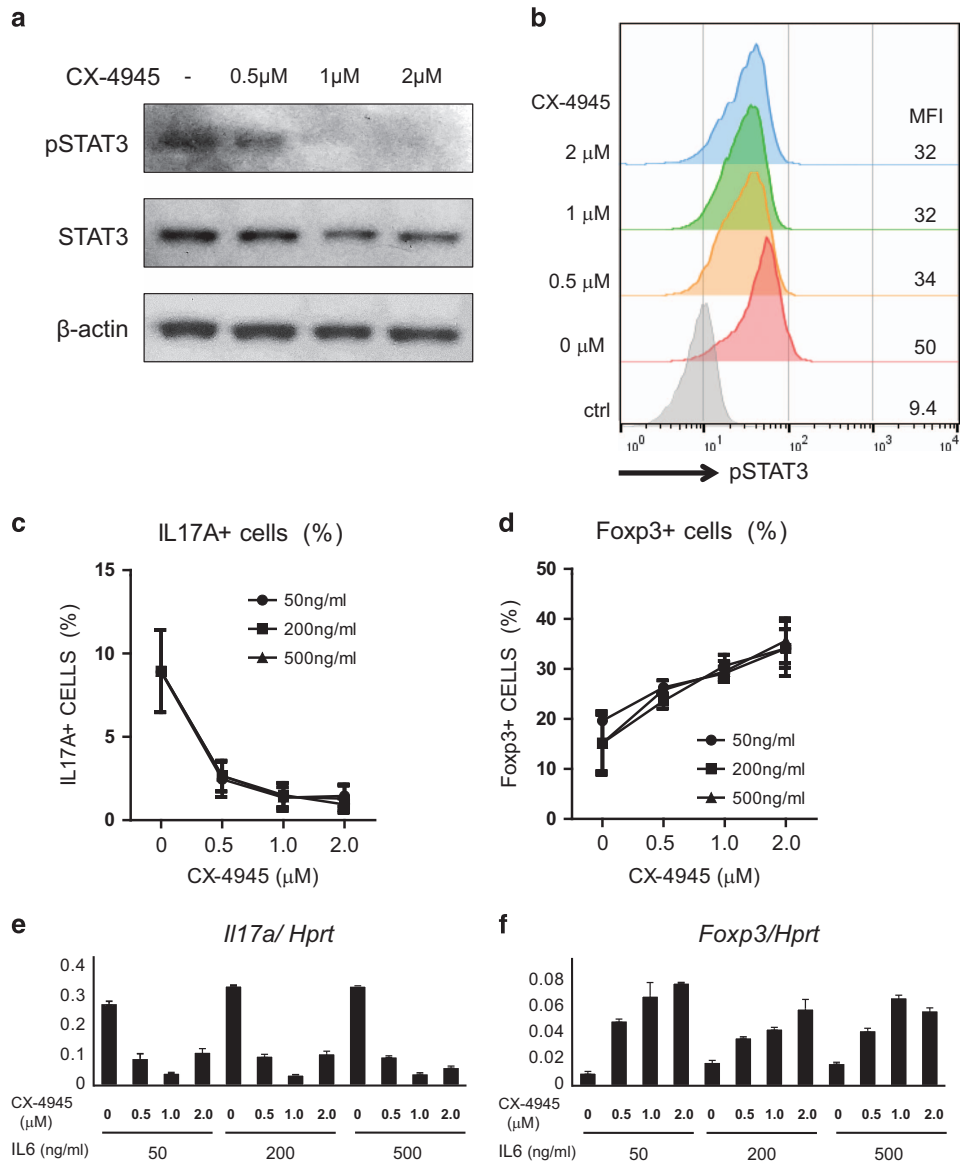 a
CX-4945 - 0.5μM 1μM 2μM
pSTAT3
STAT3
β-actin
b
CX-4945
MFI
2 μM 32
1 μM 32
0.5 μM 34
0 μM 50
ctrl 9.4
10^0 10^1 10^2 10^3 10^4
pSTAT3
c
IL17A+ cells (%)
15
10
5
0
IL17A+ CELLS (%)
50ng/ml
200ng/ml
500ng/ml
0 0.5 1.0 2.0
CX-4945 (μM)
d
Foxp3+ cells (%)
50
40
30
20
10
0
Foxp3+ CELLS (%)
50ng/ml
200ng/ml
500ng/ml
0 0.5 1.0 2.0
CX-4945 (μM)
e
Il17a/ Hprt
0.4
0.3
0.2
0.1
0
CX-4945 (μM)
0 0.5 1.0 2.0 0 0.5 1.0 2.0 0 0.5 1.0 2.0
IL6 (ng/ml) 50 200 500
f
Foxp3/Hprt
0.08
0.06
0.04
0.02
0
CX-4945 (μM)
0 0.5 1.0 2.0 0 0.5 1.0 2.0 0 0.5 1.0 2.0
IL6 (ng/ml) 50 200 500